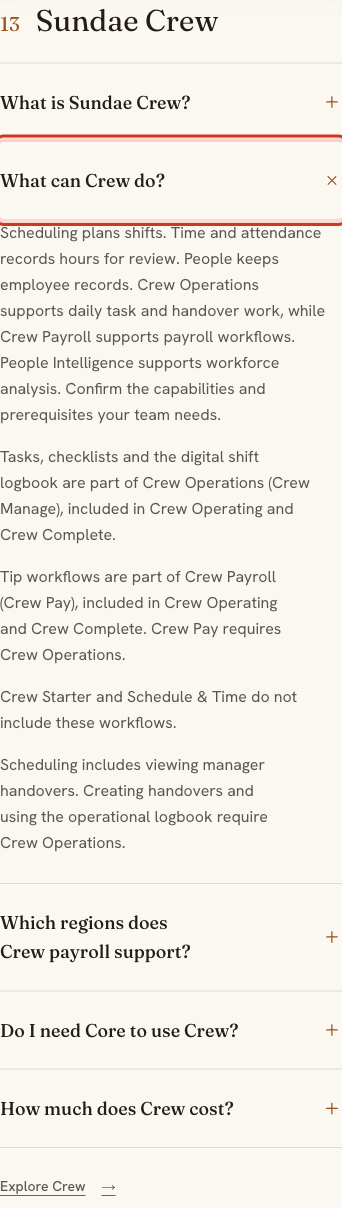 13 Sundae Crew
What is Sundae Crew? +
What can Crew do? ×
Scheduling plans shifts. Time and attendance
records hours for review. People keeps
employee records. Crew Operations
supports daily task and handover work, while
Crew Payroll supports payroll workflows.
People Intelligence supports workforce
analysis. Confirm the capabilities and
prerequisites your team needs.
Tasks, checklists and the digital shift
logbook are part of Crew Operations (Crew
Manage), included in Crew Operating and
Crew Complete.
Tip workflows are part of Crew Payroll
(Crew Pay), included in Crew Operating
and Crew Complete. Crew Pay requires
Crew Operations.
Crew Starter and Schedule & Time do not
include these workflows.
Scheduling includes viewing manager
handovers. Creating handovers and
using the operational logbook require
Crew Operations.
Which regions does
Crew payroll support? +
Do I need Core to use Crew? +
How much does Crew cost? +
Explore Crew →